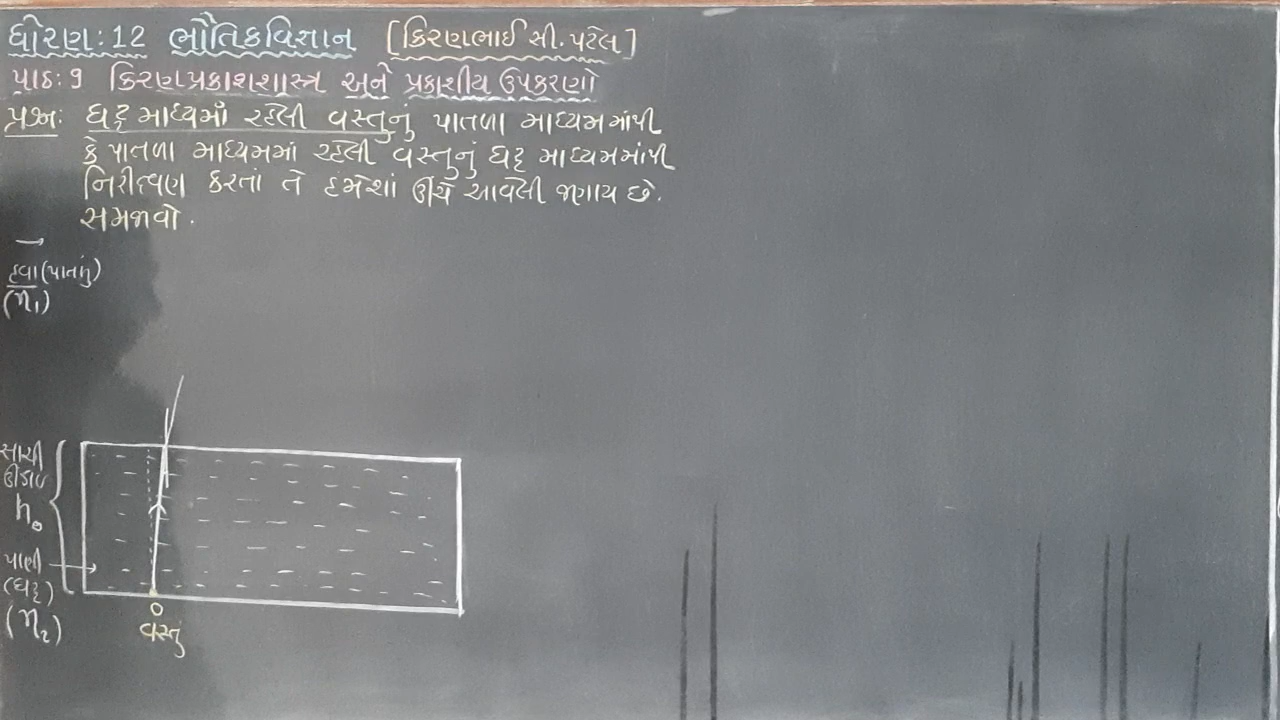 ધોરણ:12 ભૌતિકવિજ્ઞાન [કિરણભાઈ સી. પટેલ]
પાઠ:9 કિરણપ્રકાશશાસ્ત્ર અને પ્રકાશીય ઉપકરણો
પ્રશ્ન: ઘટ્ટ માધ્યમમાં રહેલી વસ્તુનું પાતળા માધ્યમમાંથી
કે પાતળા માધ્યમમાં રહેલી વસ્તુનું ઘટ્ટ માધ્યમમાંથી
નિરીક્ષણ કરતાં તે હંમેશાં ઊંચે આવેલી જણાય છે.
સમજાવો.
હવા(પાતળું)
(n₁)
સાચી
ઊંડાઈ
h₀
પાણી
(ઘટ્ટ)
(n₂)
O
વસ્તુ